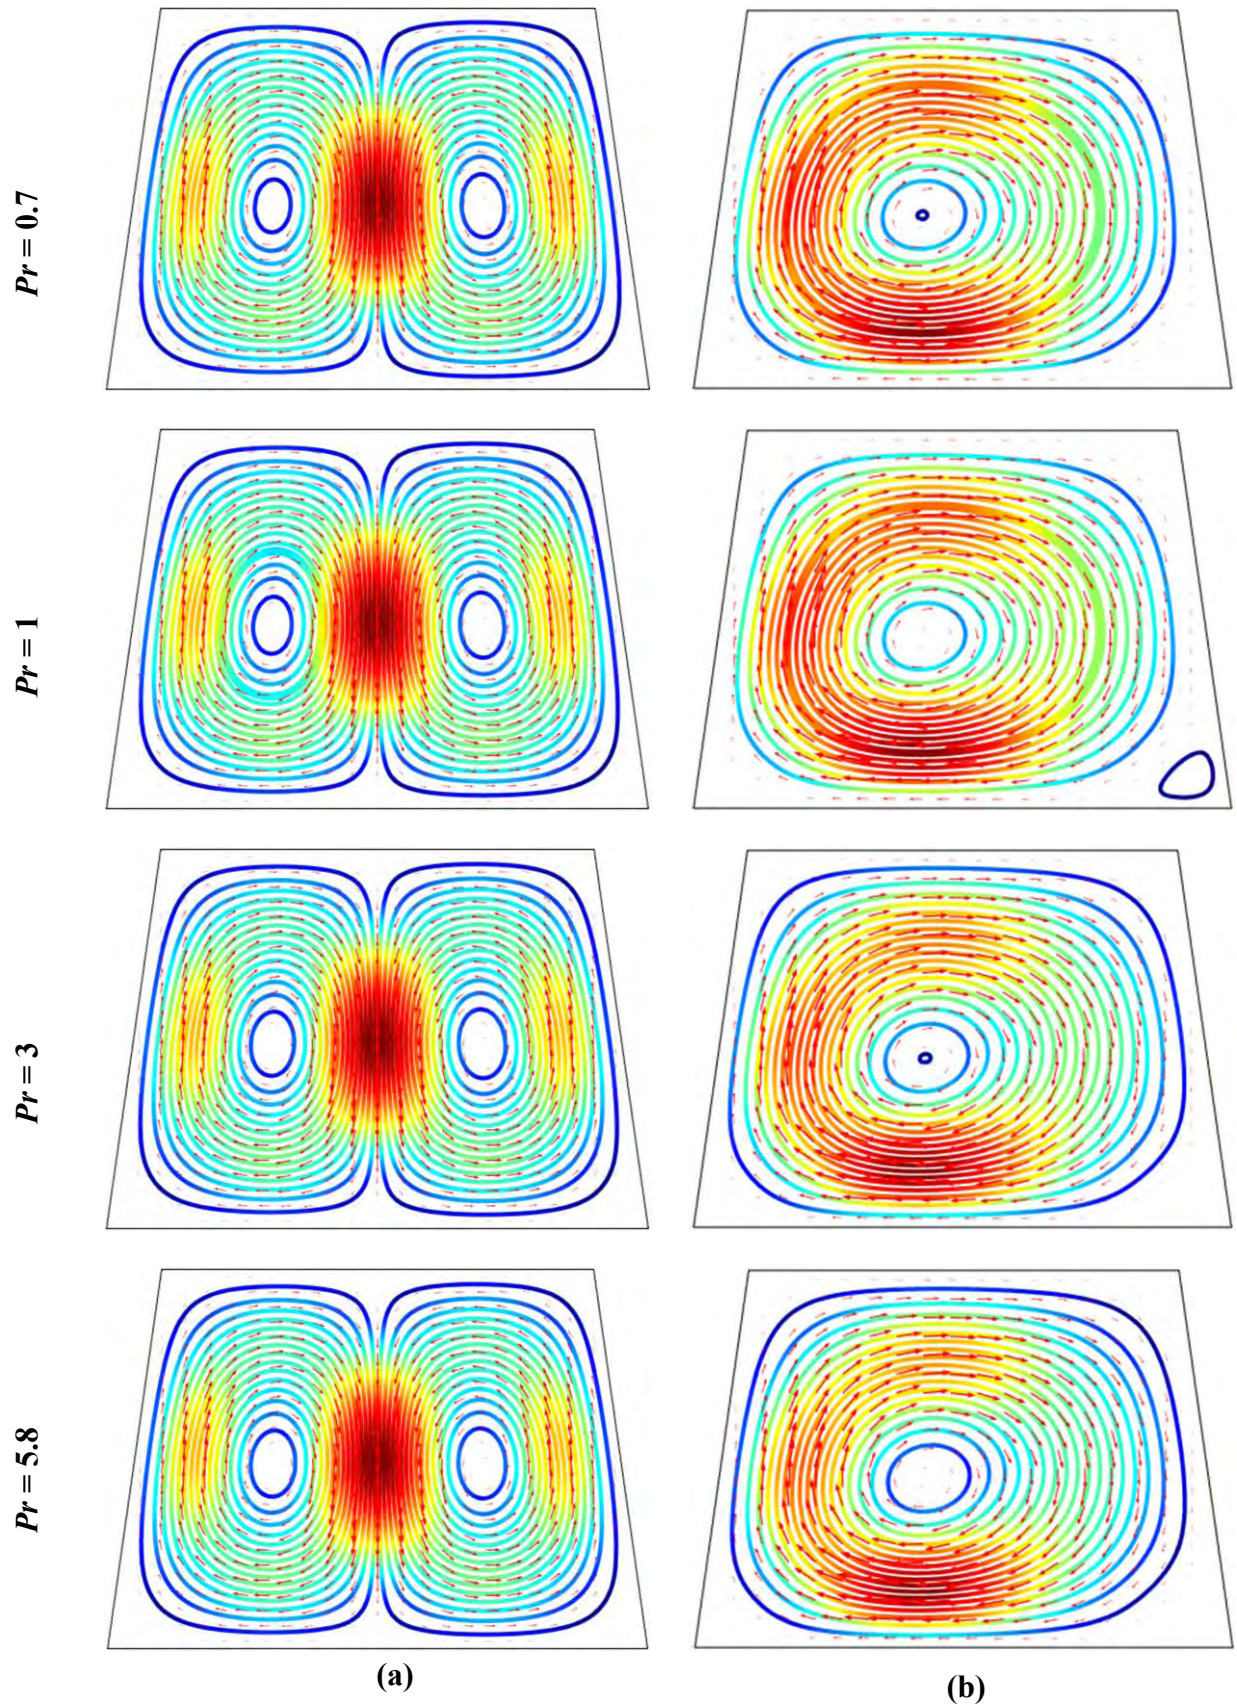 Pr = 0.7
Pr = 1
Pr = 3
Pr = 5.8
(a)
(b)